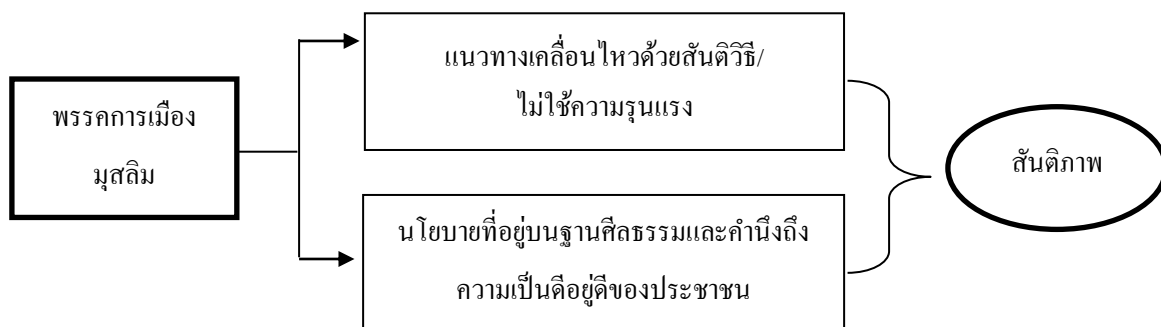 พรรคการเมือง
มุสลิม
แนวทางเคลื่อนไหวด้วยสันติวิธี/
ไม่ใช้ความรุนแรง
นโยบายที่อยู่บนฐานศีลธรรมและคำนึงถึง
ความเป็นดีอยู่ดีของประชาชน
สันติภาพ